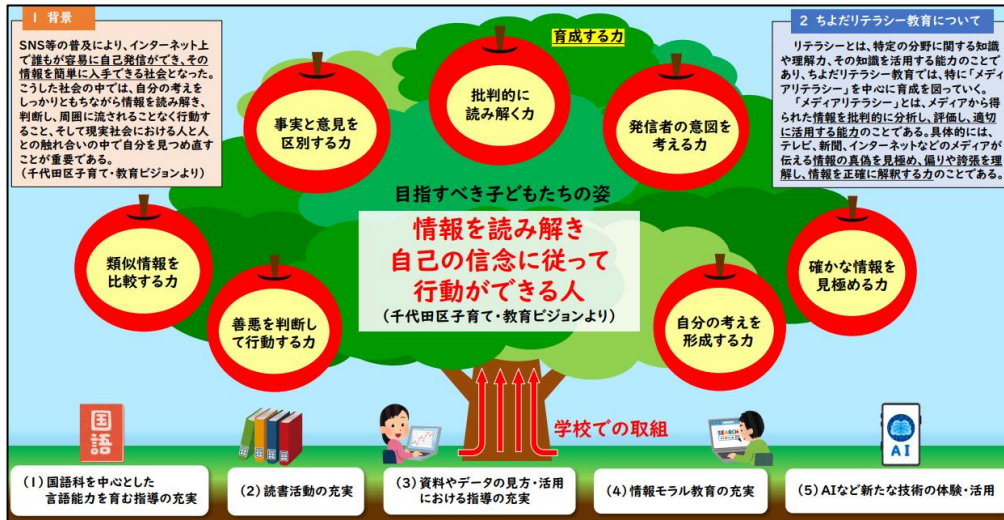 1 背景
SNS等の普及により、インターネット上
で誰もが容易に自己発信ができ、その
情報を簡単に入手できる社会となった。
こうした社会の中では、自分の考えを
しっかりともちながら情報を読み解き、
判断し、周囲に流されることなく行動
すること、そして現実社会における人と人
との触れ合いの中で自分を見つめ直す
ことが重要である。
(千代田区子育て・教育ビジョンより)
育成する力
2 ちよだリテラシー教育について
リテラシーとは、特定の分野に関する知識
や理解力、その知識を活用する能力のことで
あり、ちよだリテラシー教育では、特に「メディ
アリテラシー」を中心に育成を図っていく。
「メディアリテラシー」とは、メディアから得
られた情報を批判的に分析し、評価し、適切
に活用する能力のことである。具体的には、
テレビ、新聞、インターネットなどのメディアが
伝える情報の真偽を見極め、偏りや誇張を理
解し、情報を正確に解釈する力のことである。
事実と意見を
区別する力
批判的に
読み解く力
発信者の意図を
考える力
目指すべき子どもたちの姿
情報を読み解き
自己の信念に従って
行動ができる人
(千代田区子育て・教育ビジョンより)
類似情報を
比較する力
善悪を判断し
て行動する力
自分の考えを
形成する力
確かな情報を
見極める力
学校での取組
国語
SEARCH
AI
(1)国語科を中心とした
言語能力を育む指導の充実
(2)読書活動の充実
(3)資料やデータの見方・活用
における指導の充実
(4)情報モラル教育の充実
(5)AIなど新たな技術の体験・活用